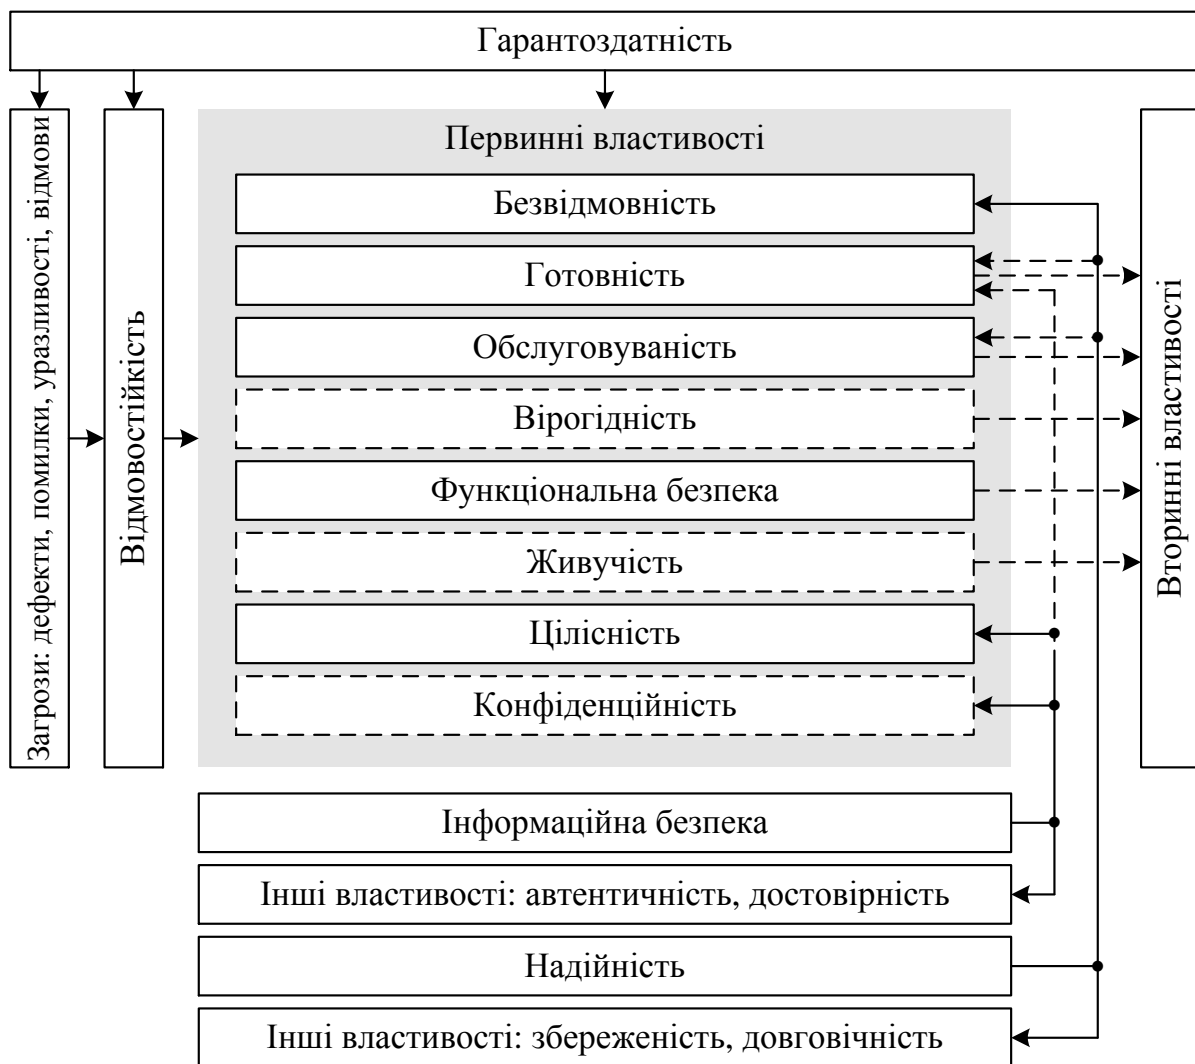 Гарантоздатність
Загрози: дефекти, помилки, уразливості, відмови
Відмовостійкість
Первинні властивості
Безвідмовність
Готовність
Обслуговуваність
Вірогідність
Функціональна безпека
Живучість
Цілісність
Конфіденційність
Вторинні властивості
Інформаційна безпека
Інші властивості: автентичність, достовірність
Надійність
Інші властивості: збереженість, довговічність